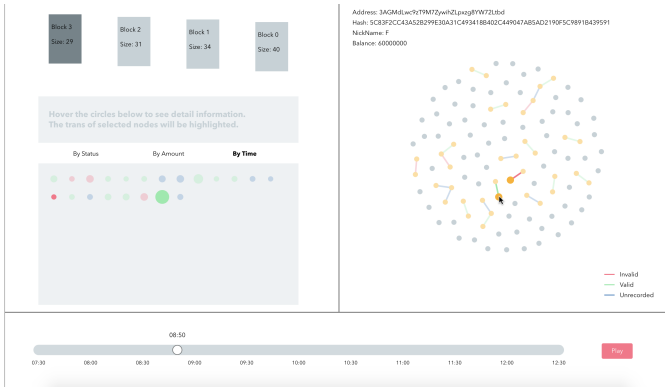 Block 3
Size: 29
Block 2
Size: 31
Block 1
Size: 34
Block 0
Size: 40
Hover the circles below to see detail information.
The trans of selected nodes will be highlighted.
By Status By Amount By Time
Address: 3AGMdLwc9zT9M7ZywihZLpxzg8YW72Ltbd
Hash: 5C83F2CC43A52B299E30A31C493418B402C449047AB5AD2190F5C98918439591
NickName: F
Balance: 60000000
Invalid
Valid
Unrecorded
08:50
07:30 08:00 08:30 09:00 09:30 10:00 10:30 11:00 11:30 12:00 12:30
Play